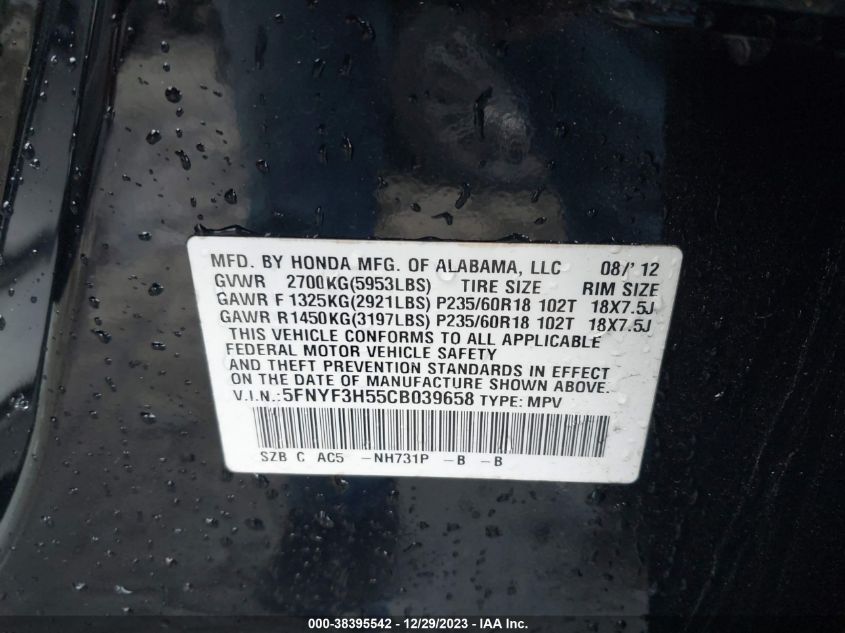 MFD. BY HONDA MFG. OF ALABAMA, LLC 08/'12
GVWR 2700KG(5953LBS) TIRE SIZE RIM SIZE
GAWR F 1325KG(2921LBS) P235/60R18 102T 18X7.5J
GAWR R1450KG(3197LBS) P235/60R18 102T 18X7.5J
THIS VEHICLE CONFORMS TO ALL APPLICABLE
FEDERAL MOTOR VEHICLE SAFETY
AND THEFT PREVENTION STANDARDS IN EFFECT
ON THE DATE OF MANUFACTURE SHOWN ABOVE.
V.I.N.:5FNYF3H55CB039658 TYPE: MPV
SZB C AC5 -NH731P -B -B
000-38395542 - 12/29/2023 - IAA Inc.